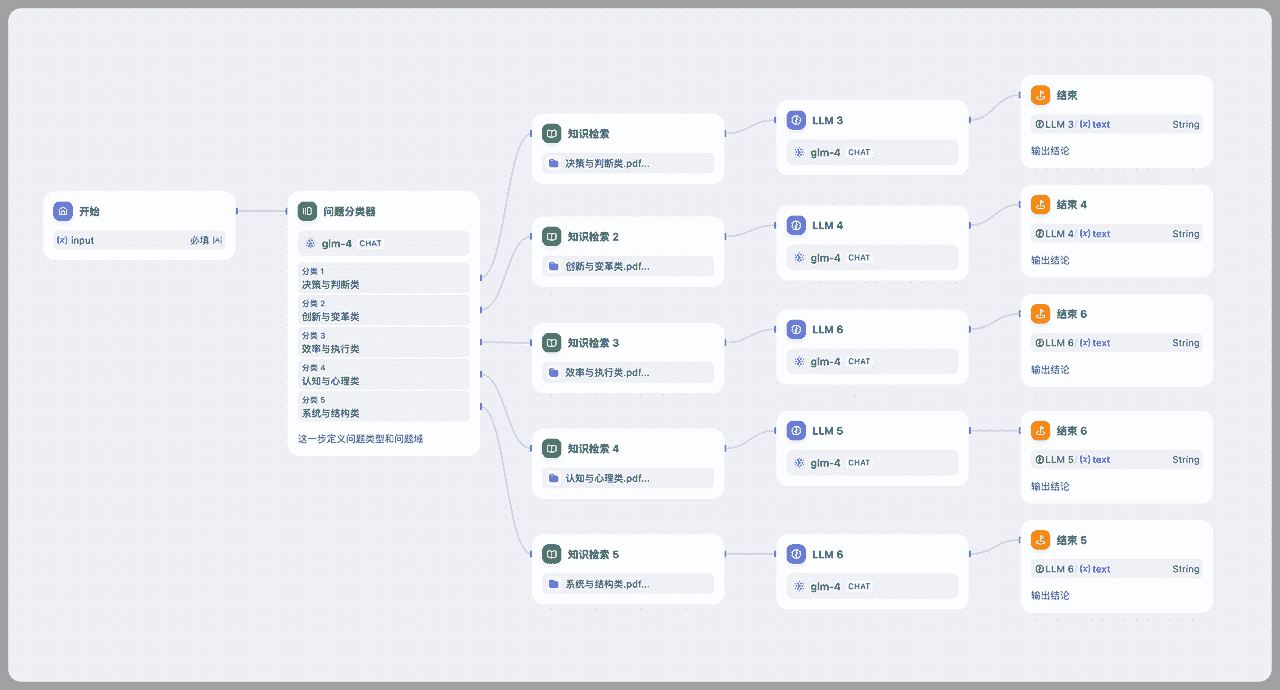 开始
{x} input 必填
问题分类器
glm-4 CHAT
分类 1
决策与判断类
分类 2
创新与变革类
分类 3
效率与执行类
分类 4
认知与心理类
分类 5
系统与结构类
这一步定义问题类型和问题域
知识检索
决策与判断类.pdf...
知识检索 2
创新与变革类.pdf...
知识检索 3
效率与执行类.pdf...
知识检索 4
认知与心理类.pdf...
知识检索 5
系统与结构类.pdf...
LLM 3
glm-4 CHAT
LLM 4
glm-4 CHAT
LLM 6
glm-4 CHAT
LLM 5
glm-4 CHAT
LLM 6
glm-4 CHAT
结束
LLM 3 / {x} text String
输出结论
结束 4
LLM 4 / {x} text String
输出结论
结束 6
LLM 6 / {x} text String
输出结论
结束 6
LLM 5 / {x} text String
输出结论
结束 5
LLM 6 / {x} text String
输出结论